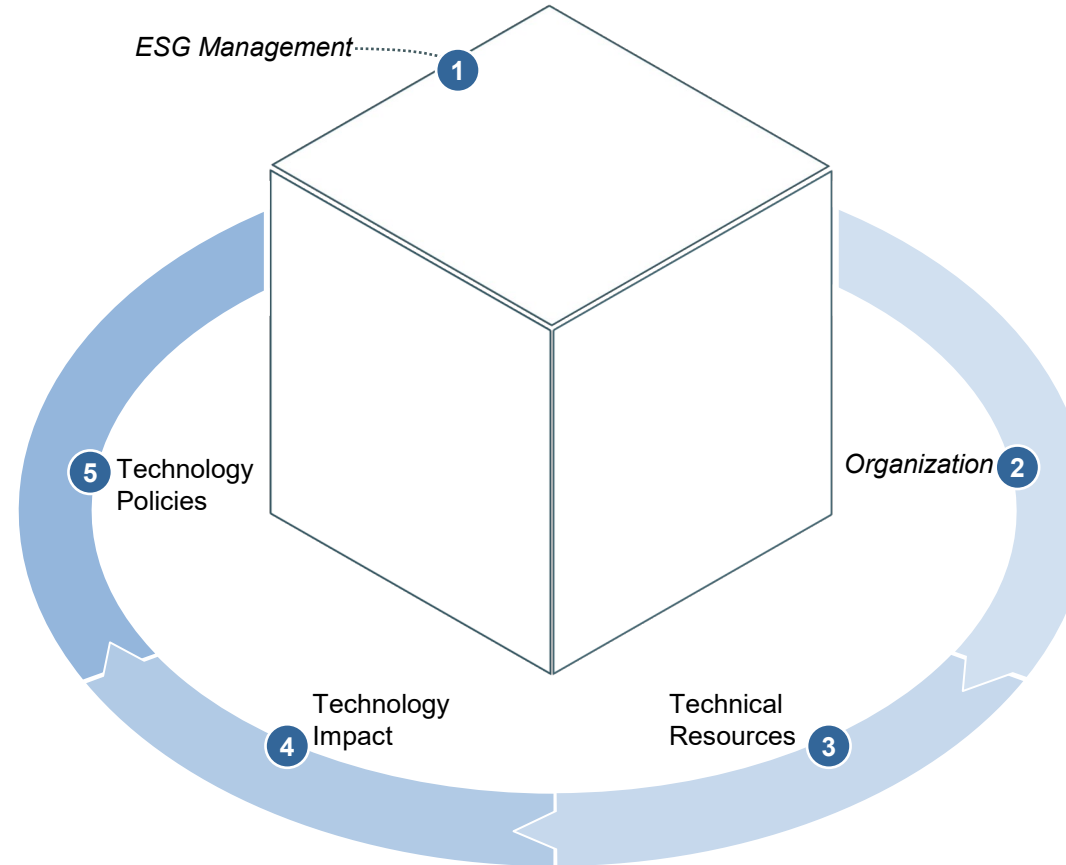 ESG Management
1
Organization 2
5 Technology
Policies
Technology
Impact
4
Technical
Resources
3